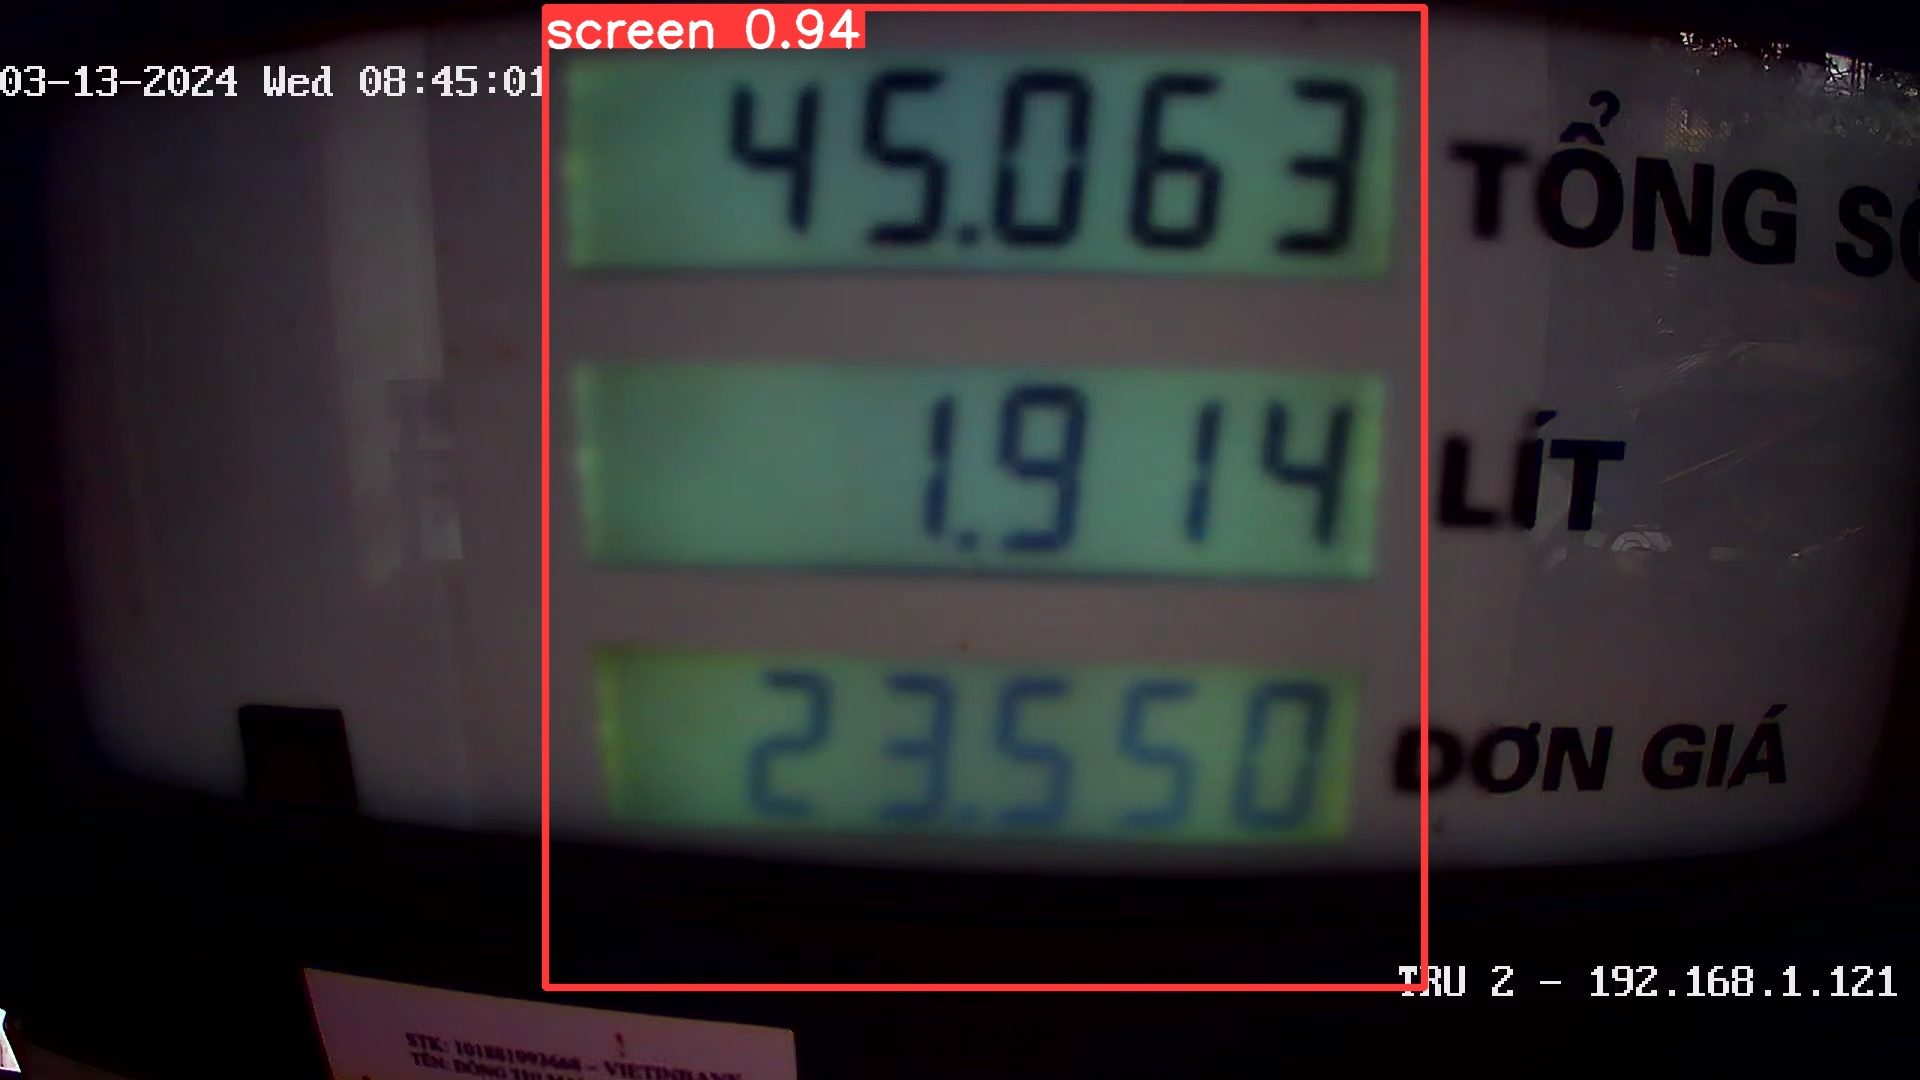 screen 0.94
03-13-2024 Wed 08:45:01
45.063
TỔNG SỐ
1.914
LÍT
23.550
ĐƠN GIÁ
TRU 2 - 192.168.1.121